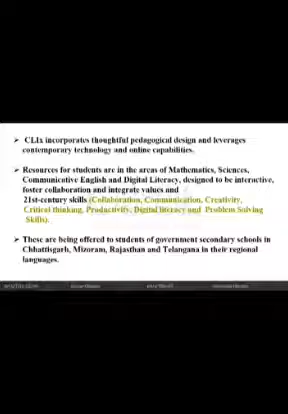 ➤ CLIx incorporates thoughtful pedagogical design and leverages
contemporary technology and online capabilities.
➤ Resources for students are in the areas of Mathematics, Sciences,
Communicative English and Digital Literacy, designed to be interactive,
foster collaboration and integrate values and
21st-century skills (Collaboration, Communication, Creativity,
Critical thinking, Productivity, Digital literacy and Problem Solving
Skills).
➤ These are being offered to students of government secondary schools in
Chhattisgarh, Mizoram, Rajasthan and Telangana in their regional
languages.